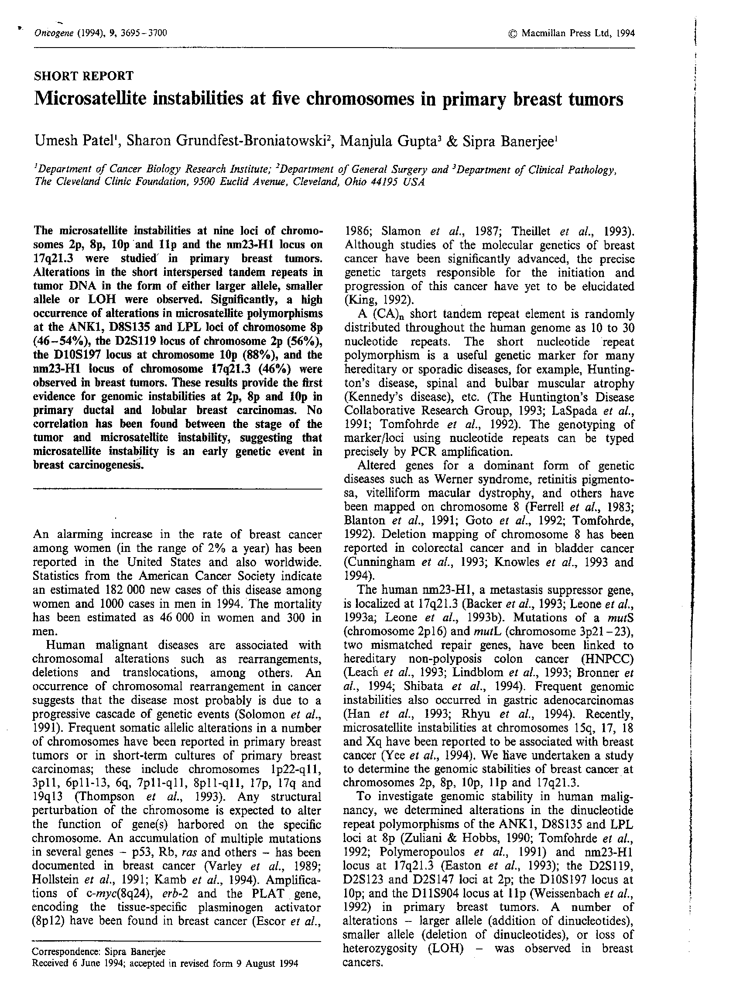 Oncogene (1994), 9, 3695–3700
© Macmillan Press Ltd, 1994
SHORT REPORT
Microsatellite instabilities at five chromosomes in primary breast tumors
Umesh Patel¹, Sharon Grundfest-Broniatowski², Manjula Gupta³ & Sipra Banerjee¹
¹Department of Cancer Biology Research Institute; ²Department of General Surgery and ³Department of Clinical Pathology,
The Cleveland Clinic Foundation, 9500 Euclid Avenue, Cleveland, Ohio 44195 USA
The microsatellite instabilities at nine loci of chromo-
somes 2p, 8p, 10p and 11p and the nm23-H1 locus on
17q21.3 were studied in primary breast tumors.
Alterations in the short interspersed tandem repeats in
tumor DNA in the form of either larger allele, smaller
allele or LOH were observed. Significantly, a high
occurrence of alterations in microsatellite polymorphisms
at the ANK1, D8S135 and LPL loci of chromosome 8p
(46–54%), the D2S119 locus of chromosome 2p (56%),
the D10S197 locus at chromosome 10p (88%), and the
nm23-H1 locus of chromosome 17q21.3 (46%) were
observed in breast tumors. These results provide the first
evidence for genomic instabilities at 2p, 8p and 10p in
primary ductal and lobular breast carcinomas. No
correlation has been found between the stage of the
tumor and microsatellite instability, suggesting that
microsatellite instability is an early genetic event in
breast carcinogenesis.
An alarming increase in the rate of breast cancer
among women (in the range of 2% a year) has been
reported in the United States and also worldwide.
Statistics from the American Cancer Society indicate
an estimated 182 000 new cases of this disease among
women and 1000 cases in men in 1994. The mortality
has been estimated as 46 000 in women and 300 in
men.
Human malignant diseases are associated with
chromosomal alterations such as rearrangements,
deletions and translocations, among others. An
occurrence of chromosomal rearrangement in cancer
suggests that the disease most probably is due to a
progressive cascade of genetic events (Solomon et al.,
1991). Frequent somatic allelic alterations in a number
of chromosomes have been reported in primary breast
tumors or in short-term cultures of primary breast
carcinomas; these include chromosomes 1p22-q11,
3p11, 6p11-13, 6q, 7p11-q11, 8p11-q11, 17p, 17q and
19q13 (Thompson et al., 1993). Any structural
perturbation of the chromosome is expected to alter
the function of gene(s) harbored on the specific
chromosome. An accumulation of multiple mutations
in several genes – p53, Rb, ras and others – has been
documented in breast cancer (Varley et al., 1989;
Hollstein et al., 1991; Kamb et al., 1994). Amplifica-
tions of c-myc(8q24), erb-2 and the PLAT gene,
encoding the tissue-specific plasminogen activator
(8p12) have been found in breast cancer (Escor et al.,
Correspondence: Sipra Banerjee
Received 6 June 1994; accepted in revised form 9 August 1994
1986; Slamon et al., 1987; Theillet et al., 1993).
Although studies of the molecular genetics of breast
cancer have been significantly advanced, the precise
genetic targets responsible for the initiation and
progression of this cancer have yet to be elucidated
(King, 1992).
A (CA)ₙ short tandem repeat element is randomly
distributed throughout the human genome as 10 to 30
nucleotide repeats. The short nucleotide repeat
polymorphism is a useful genetic marker for many
hereditary or sporadic diseases, for example, Hunting-
ton's disease, spinal and bulbar muscular atrophy
(Kennedy's disease), etc. (The Huntington's Disease
Collaborative Research Group, 1993; LaSpada et al.,
1991; Tomfohrde et al., 1992). The genotyping of
marker/loci using nucleotide repeats can be typed
precisely by PCR amplification.
Altered genes for a dominant form of genetic
diseases such as Werner syndrome, retinitis pigmento-
sa, vitelliform macular dystrophy, and others have
been mapped on chromosome 8 (Ferrell et al., 1983;
Blanton et al., 1991; Goto et al., 1992; Tomfohrde,
1992). Deletion mapping of chromosome 8 has been
reported in colorectal cancer and in bladder cancer
(Cunningham et al., 1993; Knowles et al., 1993 and
1994).
The human nm23-H1, a metastasis suppressor gene,
is localized at 17q21.3 (Backer et al., 1993; Leone et al.,
1993a; Leone et al., 1993b). Mutations of a mutS
(chromosome 2p16) and mutL (chromosome 3p21–23),
two mismatched repair genes, have been linked to
hereditary non-polyposis colon cancer (HNPCC)
(Leach et al., 1993; Lindblom et al., 1993; Bronner et
al., 1994; Shibata et al., 1994). Frequent genomic
instabilities also occurred in gastric adenocarcinomas
(Han et al., 1993; Rhyu et al., 1994). Recently,
microsatellite instabilities at chromosomes 15q, 17, 18
and Xq have been reported to be associated with breast
cancer (Yee et al., 1994). We have undertaken a study
to determine the genomic stabilities of breast cancer at
chromosomes 2p, 8p, 10p, 11p and 17q21.3.
To investigate genomic stability in human malig-
nancy, we determined alterations in the dinucleotide
repeat polymorphisms of the ANK1, D8S135 and LPL
loci at 8p (Zuliani & Hobbs, 1990; Tomfohrde et al.,
1992; Polymeropoulos et al., 1991) and nm23-H1
locus at 17q21.3 (Easton et al., 1993); the D2S119,
D2S123 and D2S147 loci at 2p; the D10S197 locus at
10p; and the D11S904 locus at 11p (Weissenbach et al.,
1992) in primary breast tumors. A number of
alterations – larger allele (addition of dinucleotides),
smaller allele (deletion of dinucleotides), or loss of
heterozygosity (LOH) – was observed in breast
cancers.